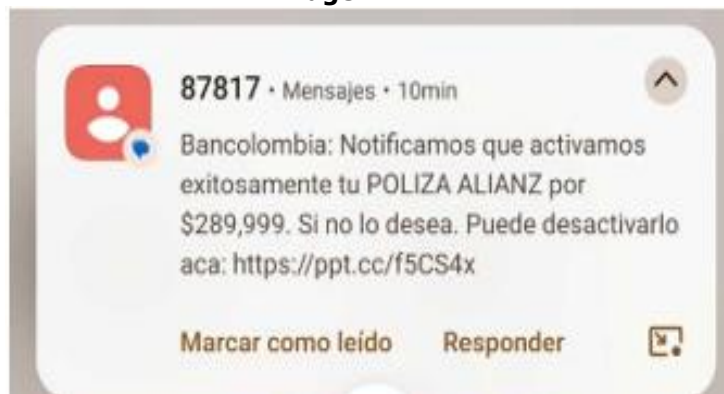 87817 • Mensajes • 10min
Bancolombia: Notificamos que activamos
exitosamente tu POLIZA ALIANZ por
$289,999. Si no lo desea. Puede desactivarlo
aca: https://ppt.cc/f5CS4x
Marcar como leído Responder